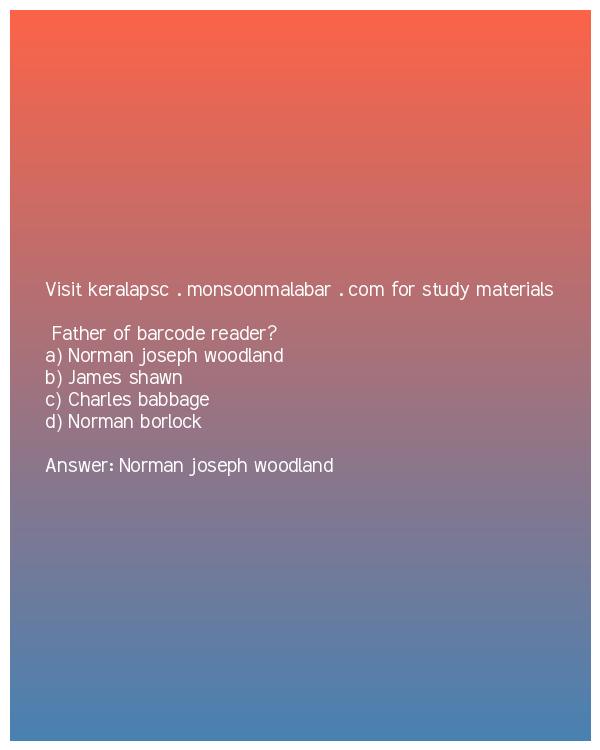 Visit keralapsc . monsoonmalabar . com for study materials
Father of barcode reader?
a) Norman joseph woodland
b) James shawn
c) Charles babbage
d) Norman borlock
Answer: Norman joseph woodland